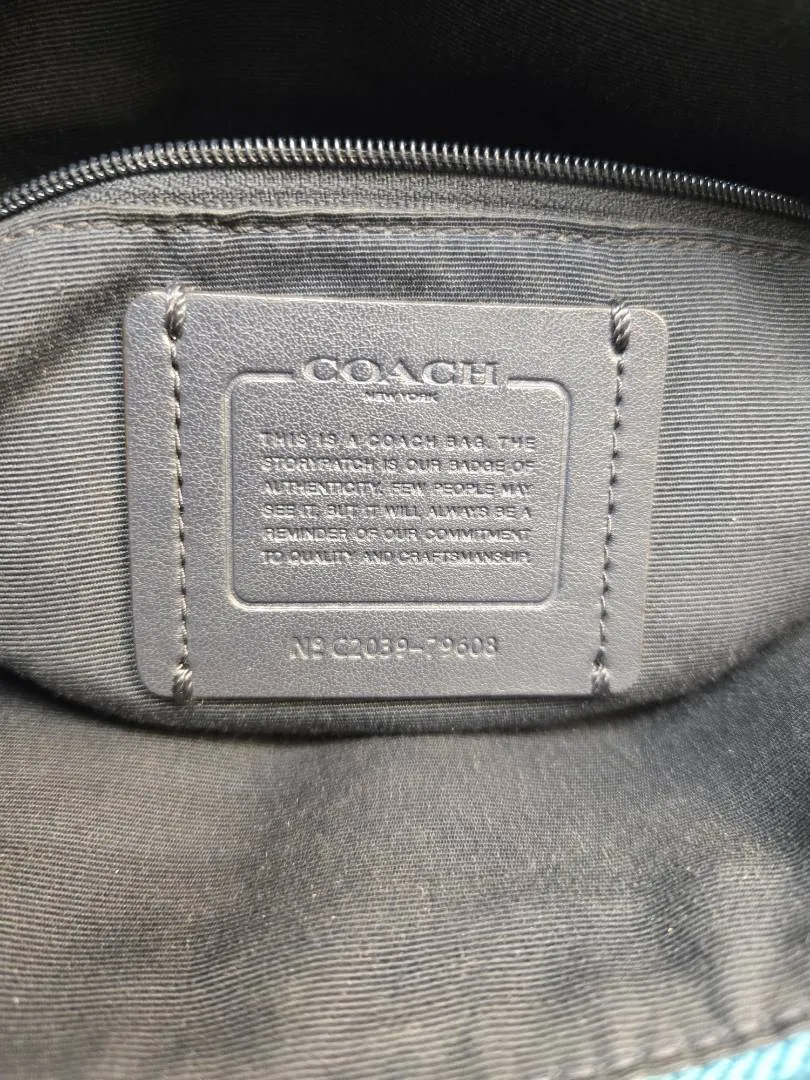 COACH
NEW YORK
THIS IS A COACH BAG. THE
STORYPATCH IS OUR BADGE OF
AUTHENTICITY. FEW PEOPLE MAY
SEE IT, BUT IT WILL ALWAYS BE A
REMINDER OF OUR COMMITMENT
TO QUALITY AND CRAFTSMANSHIP.
Nº C2039-79608